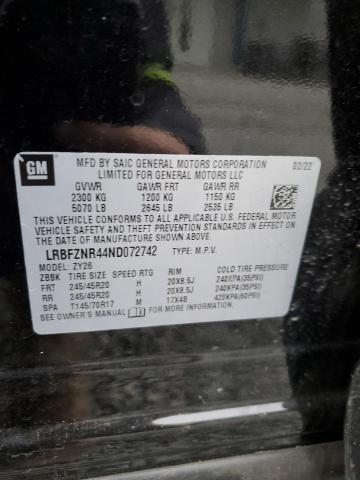 GM
MFD BY SAIC GENERAL MOTORS CORPORATION
LIMITED FOR GENERAL MOTORS LLC
02/22
GVWR GAWR FRT GAWR RR
2300 KG 1200 KG 1150 KG
5070 LB 2645 LB 2535 LB
THIS VEHICLE CONFORMS TO ALL APPLICABLE U.S. FEDERAL MOTOR
VEHICLE SAFETY AND THEFT PREVENTION STANDARDS IN EFFECT ON
THE DATE OF MANUFACTURE SHOWN ABOVE.
LRBFZNR44ND072742 TYPE: M.P.V.
MODEL: ZY26
ZBBK TIRE SIZE SPEED RTG RIM COLD TIRE PRESSURE
FRT 245/45R20 H 20X8.5J 240KPA(35PSI)
RR 245/45R20 H 20X8.5J 240KPA(35PSI)
SPA T145/70R17 M 17X4B 420KPA(60PSI)
SEE OWNER'S MANUAL FOR MORE INFORMATION.